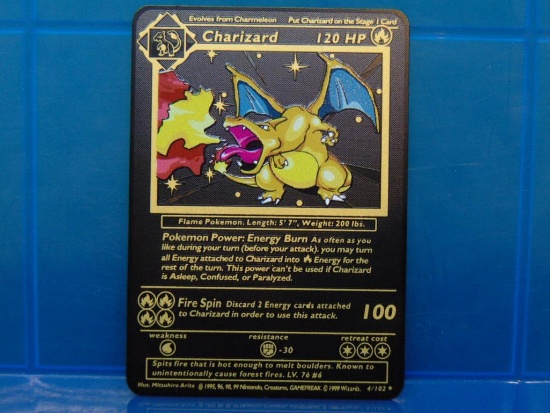 Evolves from Charmeleon Put Charizard on the Stage 1 Card
Charizard 120 HP
Flame Pokemon. Length: 5' 7", Weight: 200 lbs.
Pokemon Power: Energy Burn As often as you
like during your turn (before your attack). you may turn
all Energy attached to Charizard into Energy for the
rest of the turn. This power can't be used if Charizard
is Asleep, Confused, or Paralyzed.
Fire Spin Discard 2 Energy cards attached
to Charizard in order to use this attack. 100
weakness resistance retreat cost
-30
Spits fire that is hot enough to melt boulders. Known to
unintentionally cause forest fires. LV. 76 #6
Illus. Mitsuhiro Arita © 1995, 96, 98, 99 Nintendo, Creatures, GAMEFREAK. © 1999 Wizards. 4/102 ★